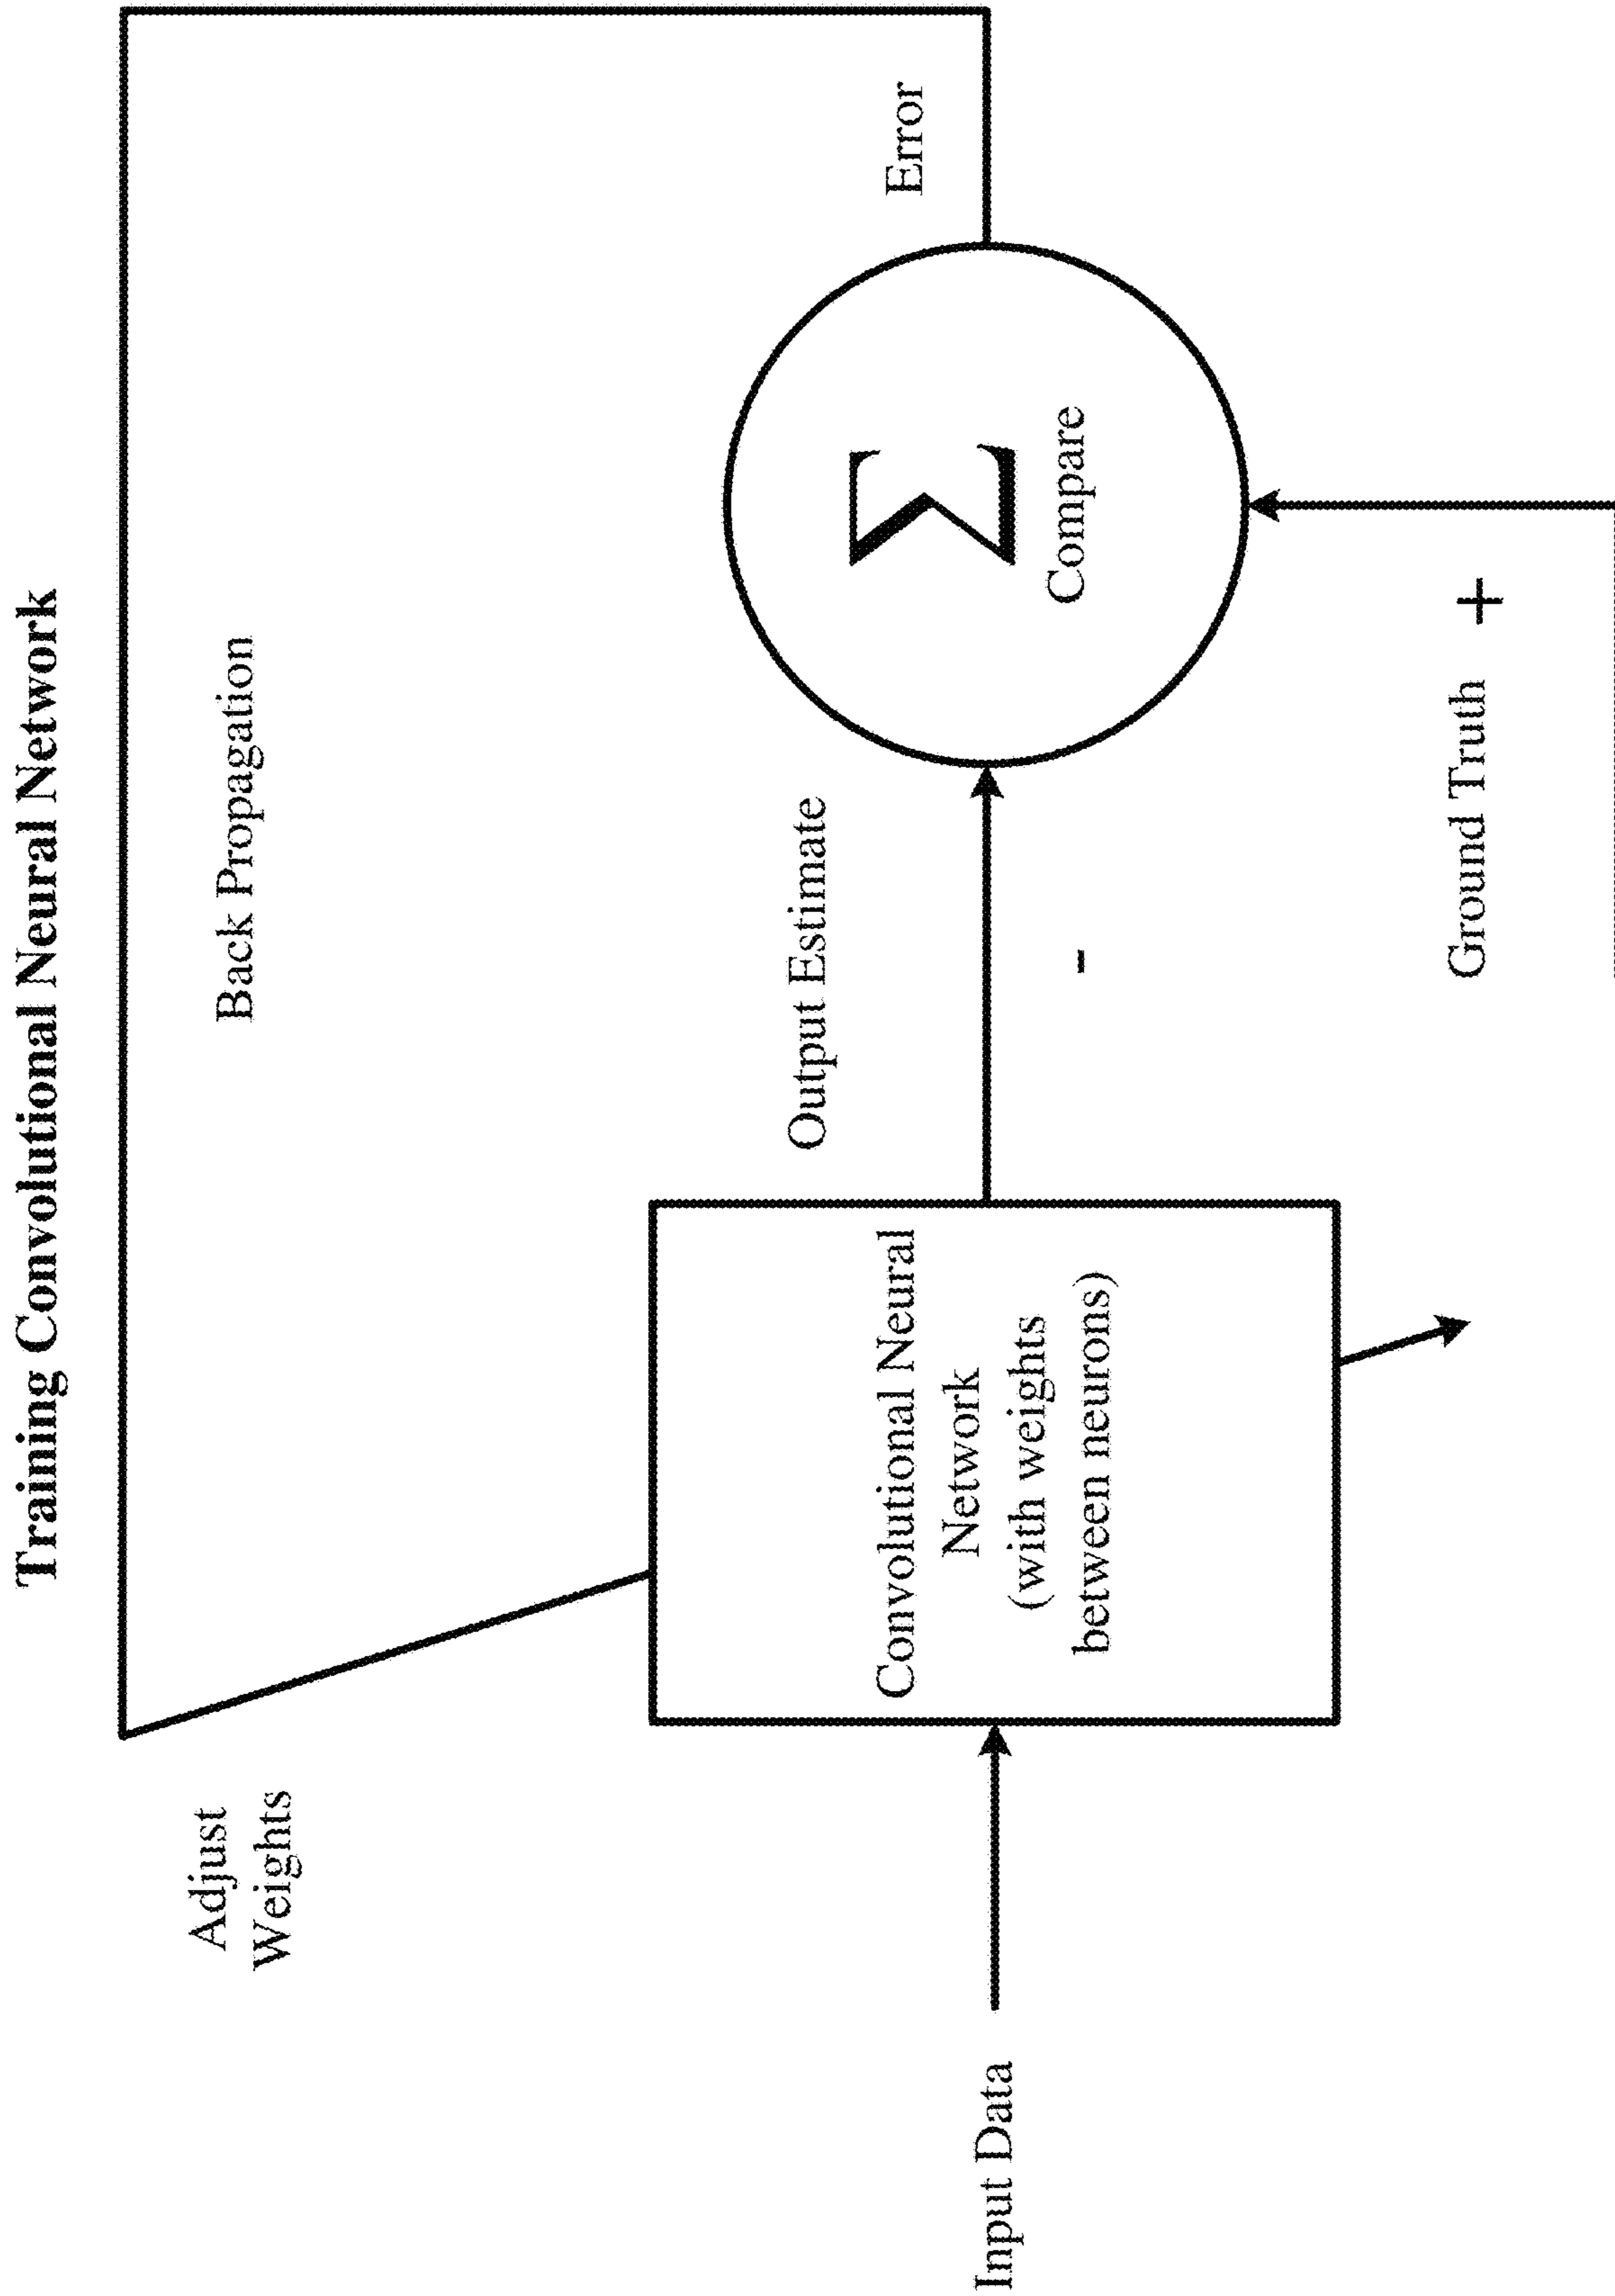 Training Convolutional Neural Network
Adjust
Weights
Back Propagation
Input Data
Convolutional Neural
Network
(with weights
between neurons)
Output Estimate
-
Σ
Compare
Error
Ground Truth +